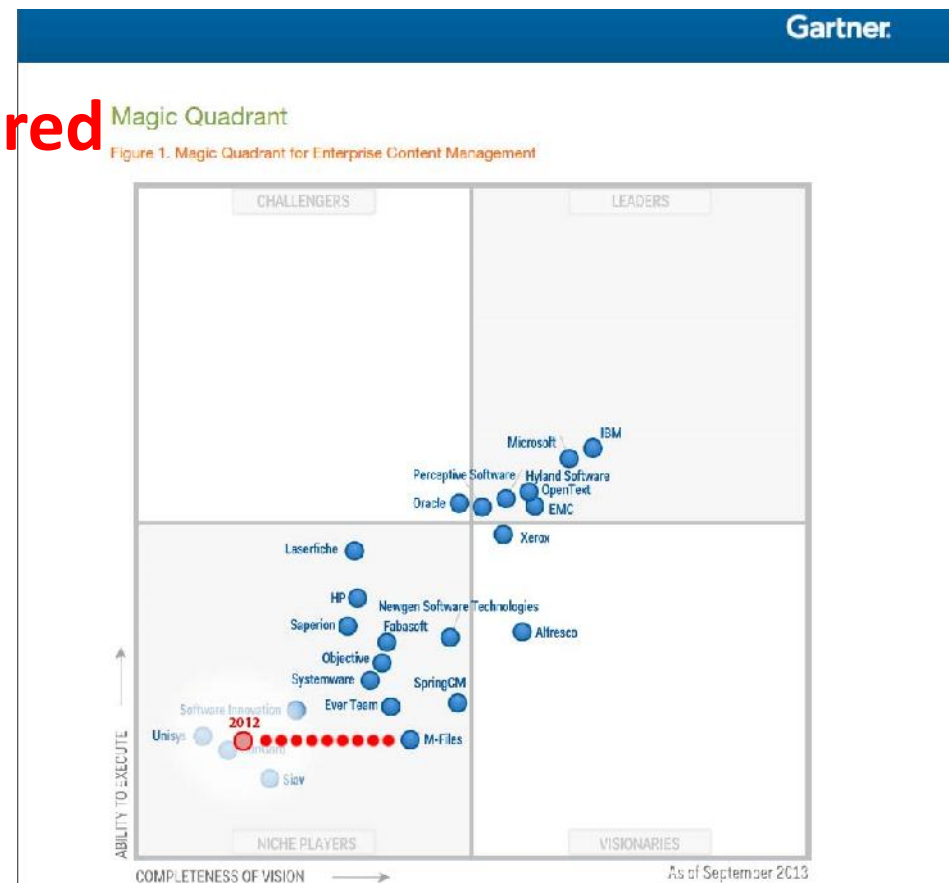 Gartner.
red
Magic Quadrant
Figure 1. Magic Quadrant for Enterprise Content Management
CHALLENGERS
LEADERS
IBM
Microsoft
Perceptive Software
Hyland Software
OpenText
Oracle
EMC
Xerox
Laserfiche
HP
Newgen Software Technologies
Saperion
Fabasoft
Alfresco
Objective
Systemware
SpringCM
Software Innovation
Ever Team
2012
Unisys
M-Files
Siav
ABILITY TO EXECUTE
NICHE PLAYERS
VISIONARIES
COMPLETENESS OF VISION
As of September 2013